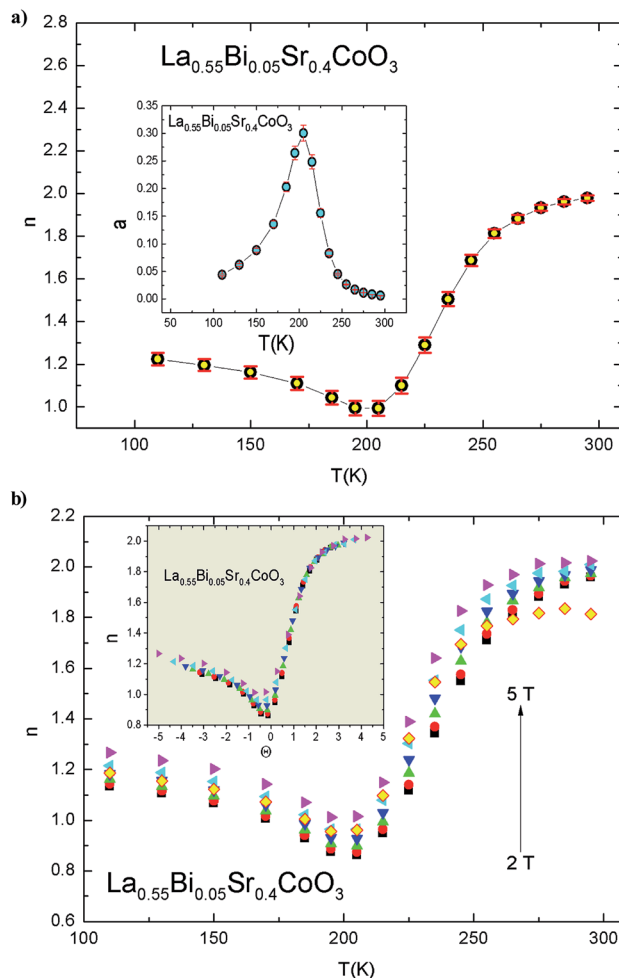 a)
2.8
2.6
2.4
2.2
2.0
1.8
1.6
1.4
1.2
1.0
n
La0.55Bi0.05Sr0.4CoO3
0.35
0.30
0.25
0.20
0.15
0.10
0.05
0.00
a
La0.55Bi0.05Sr0.4CoO3
50 100 150 200 250 300
T(K)
100 150 200 250 300
T(K)
b)
2.2
2.0
1.8
1.6
1.4
1.2
1.0
0.8
0.6
n
2.0
1.8
1.6
1.4
1.2
1.0
0.8
n
La0.55Bi0.05Sr0.4CoO3
-5 -4 -3 -2 -1 0 1 2 3 4 5
Θ
5 T
2 T
La0.55Bi0.05Sr0.4CoO3
100 150 200 250 300
T(K)